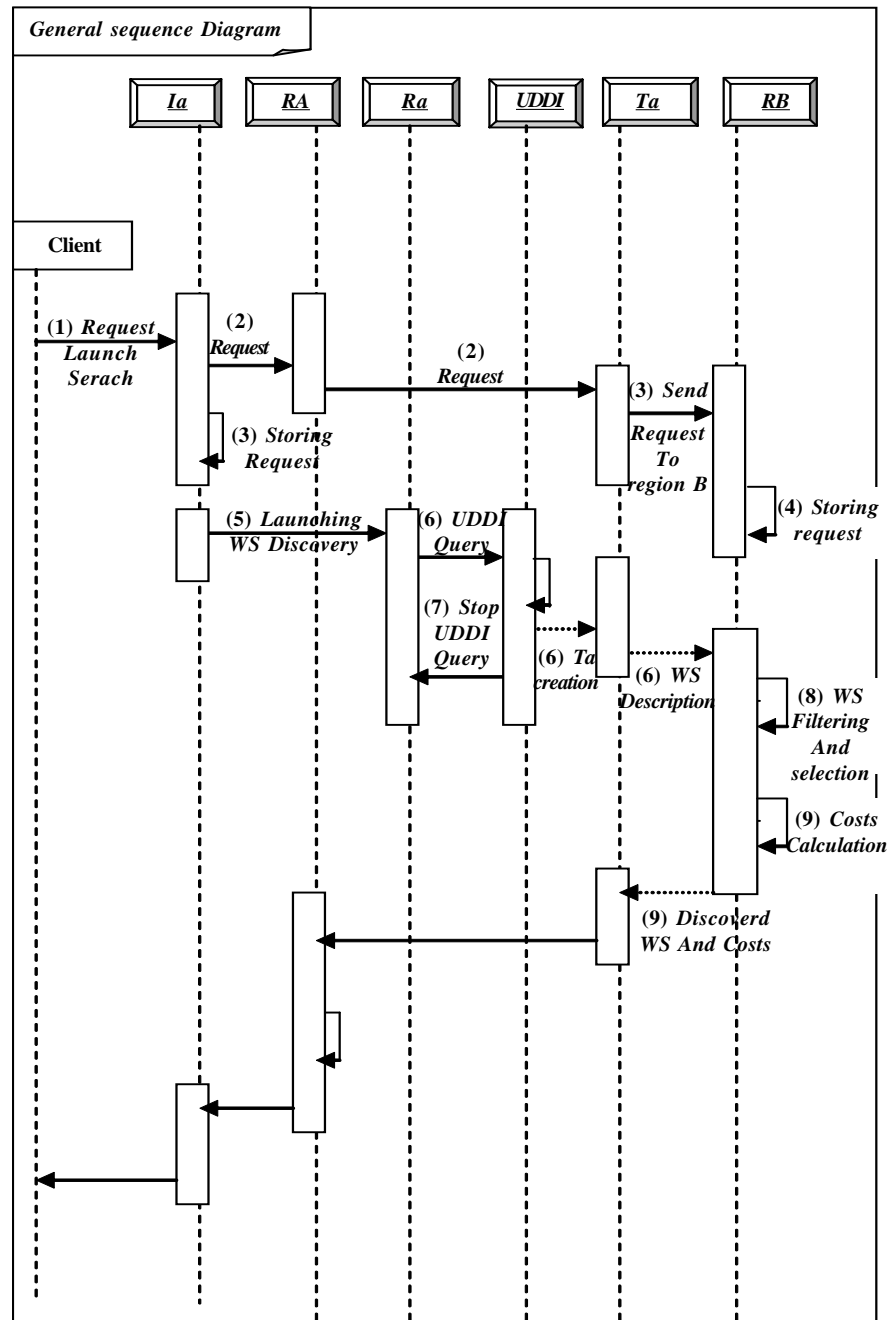 General sequence Diagram
Ia
RA
Ra
UDDI
Ta
RB
Client
(1) Request
Launch
Serach
(2)
Request
(2)
Request
(3) Send
Request
To
region B
(3) Storing
Request
(4) Storing
request
(5) Launching
WS Discovery
(6) UDDI
Query
(7) Stop
UDDI
Query
(6) Ta
creation
(6) WS
Description
(8) WS
Filtering
And
selection
(9) Costs
Calculation
(9) Discoverd
WS And Costs